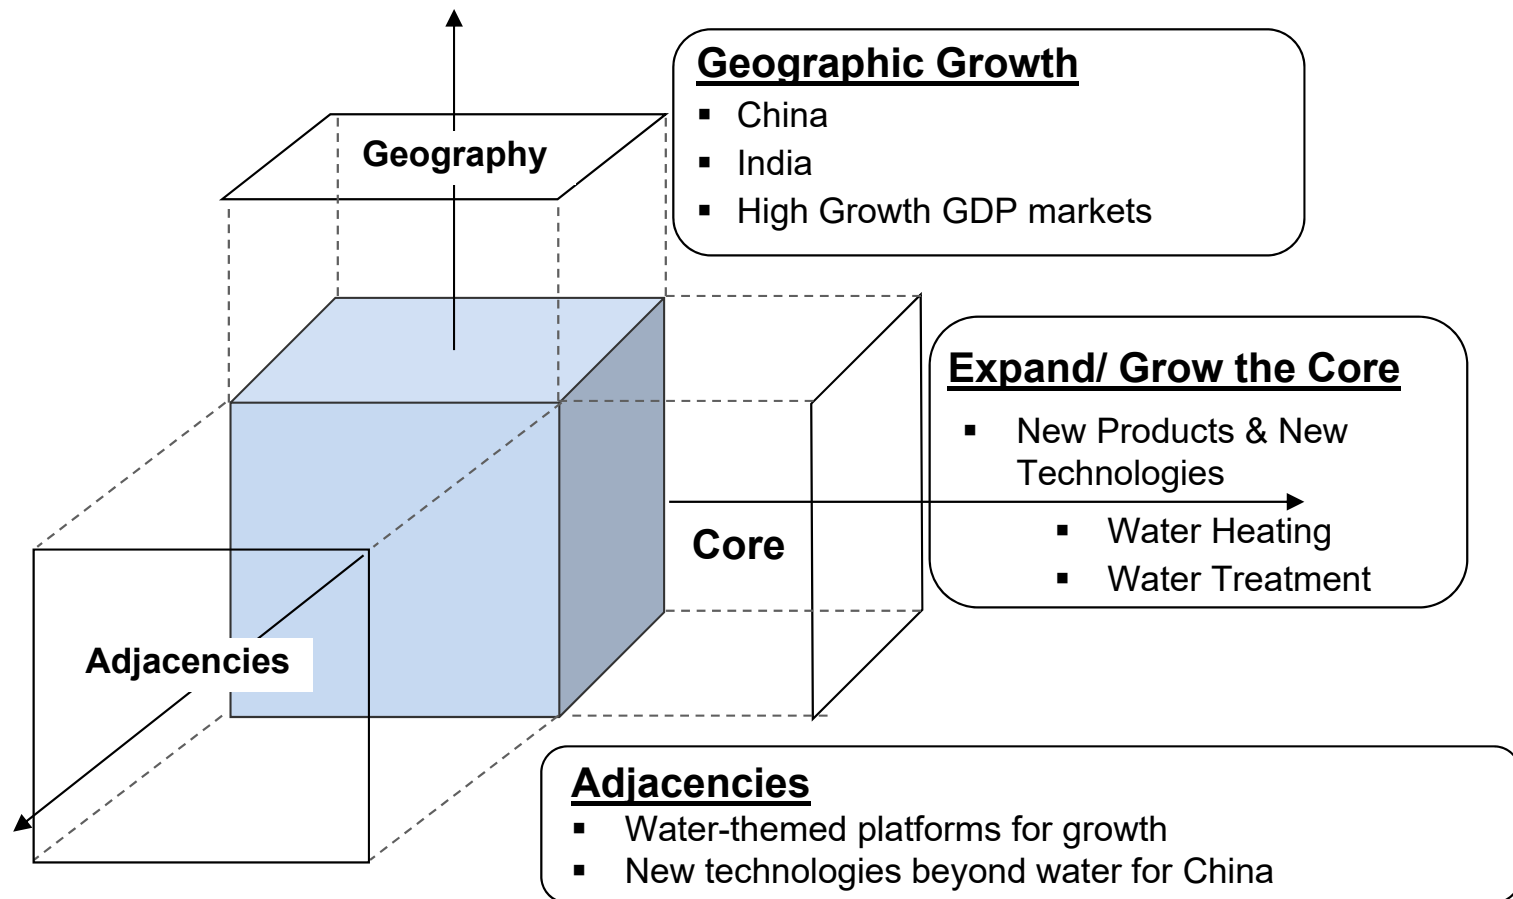 Geographic Growth
▪ China
▪ India
▪ High Growth GDP markets
Geography
Expand/ Grow the Core
▪ New Products & New
Technologies
▪ Water Heating
▪ Water Treatment
Core
Adjacencies
Adjacencies
▪ Water-themed platforms for growth
▪ New technologies beyond water for China